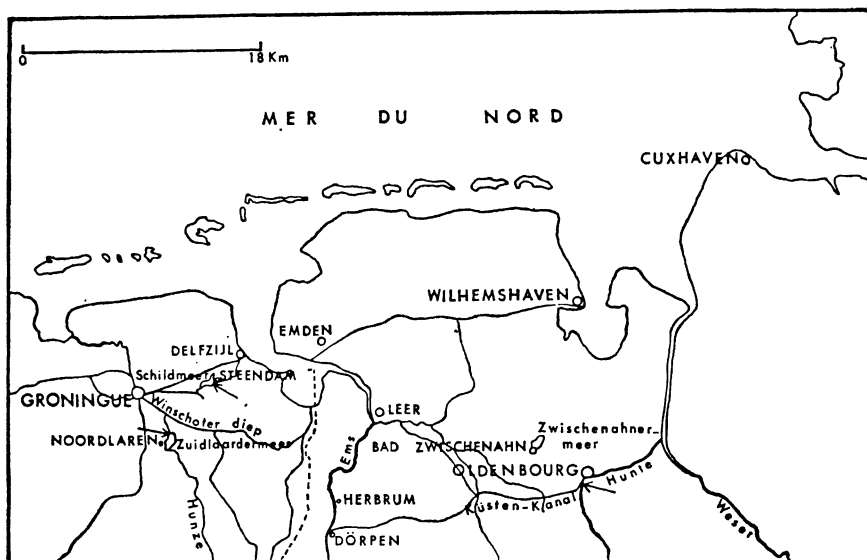 0 18 Km
MER DU NORD
CUXHAVEN
WILHEMSHAVEN
EMDEN
DELFZIJL
Schildmeer STEENDAM
GRONINGUE
Winschoter diep
LEER
NOORDLAREN
Zuidlaardermeer
BAD ZWISCHENAHN
Zwischenahner-
meer
Ems
OLDENBOURG
Hunte
HERBRUM
Küsten-Kanal
Hunze
DÖRPEN
Weser